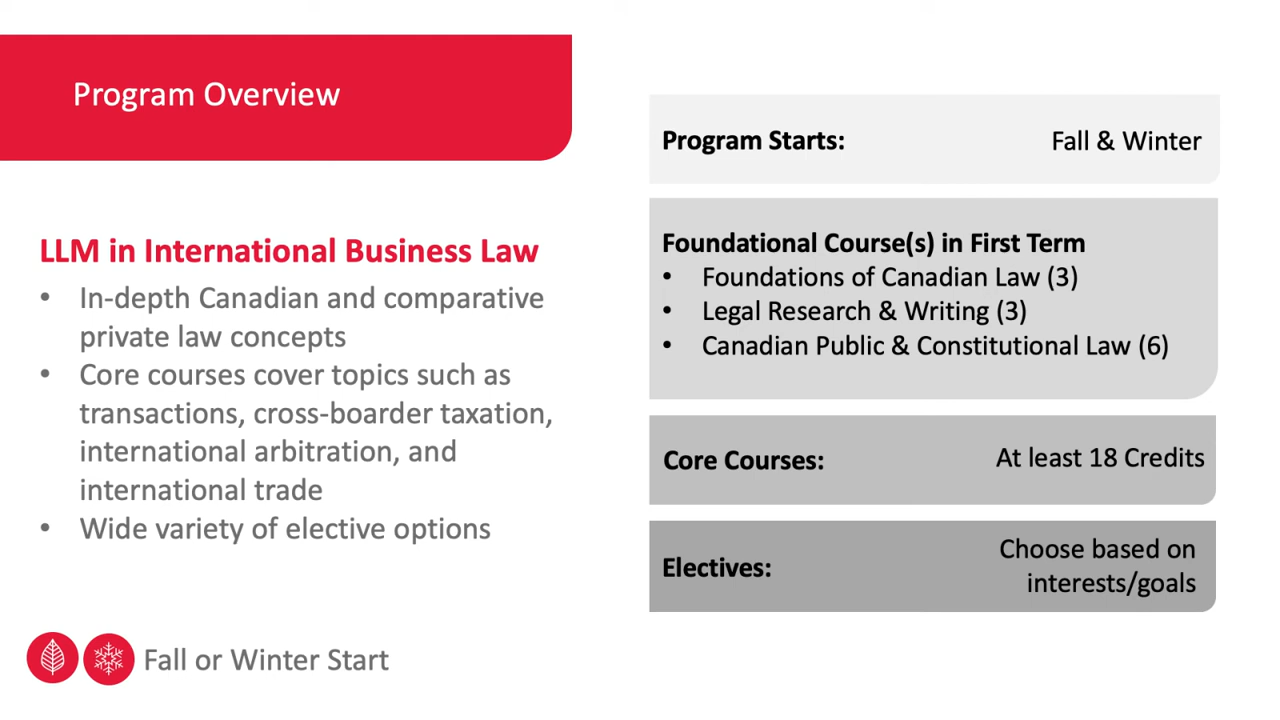 Program Overview
LLM in International Business Law
• In-depth Canadian and comparative
private law concepts
• Core courses cover topics such as
transactions, cross-boarder taxation,
international arbitration, and
international trade
• Wide variety of elective options
Fall or Winter Start
Program Starts: Fall & Winter
Foundational Course(s) in First Term
• Foundations of Canadian Law (3)
• Legal Research & Writing (3)
• Canadian Public & Constitutional Law (6)
Core Courses: At least 18 Credits
Electives: Choose based on
interests/goals